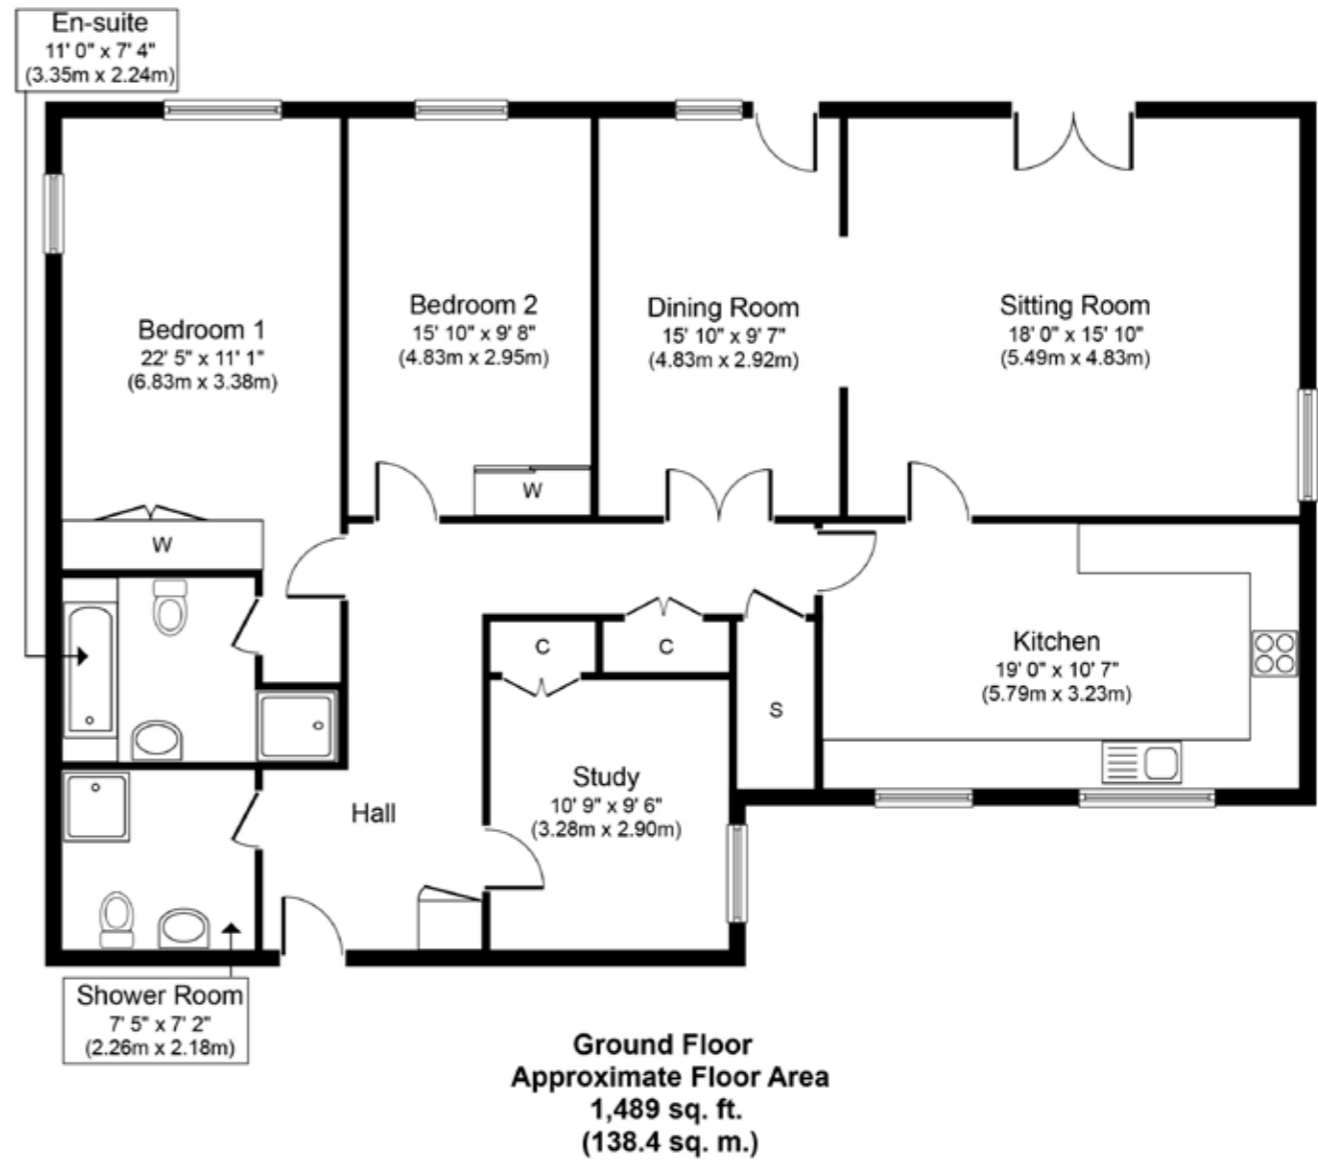 En-suite
11' 0" x 7' 4"
(3.35m x 2.24m)
Bedroom 1
22' 5" x 11' 1"
(6.83m x 3.38m)
Bedroom 2
15' 10" x 9' 8"
(4.83m x 2.95m)
Dining Room
15' 10" x 9' 7"
(4.83m x 2.92m)
Sitting Room
18' 0" x 15' 10"
(5.49m x 4.83m)
W
W
C
C
S
Kitchen
19' 0" x 10' 7"
(5.79m x 3.23m)
Study
10' 9" x 9' 6"
(3.28m x 2.90m)
Hall
Shower Room
7' 5" x 7' 2"
(2.26m x 2.18m)
Ground Floor
Approximate Floor Area
1,489 sq. ft.
(138.4 sq. m.)